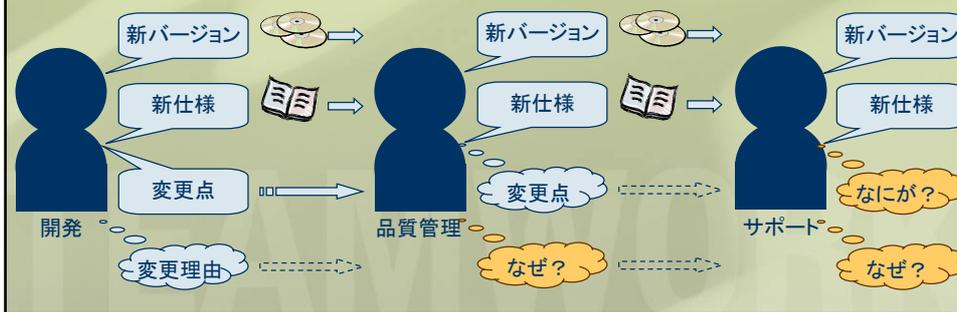 新バージョン
新バージョン
新バージョン
新仕様
新仕様
新仕様
変更点
変更点
なにが？
開発
品質管理
サポート
変更理由
なぜ？
なぜ？
TEAMWORK